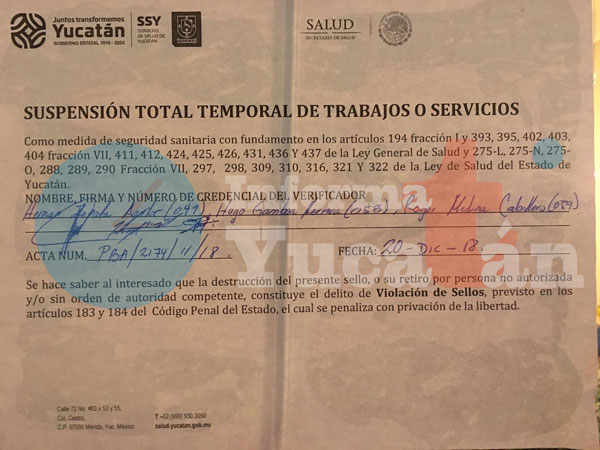 Juntos transformemos
Yucatán
GOBIERNO ESTATAL 2018 - 2024
SSY
SERVICIOS
DE SALUD DE
YUCATÁN
SALUD
SECRETARÍA DE SALUD
SUSPENSIÓN TOTAL TEMPORAL DE TRABAJOS O SERVICIOS
Como medida de seguridad sanitaria con fundamento en los artículos 194 fracción I y 393, 395, 402, 403,
404 fracción VII, 411, 412, 424, 425, 426, 431, 436 Y 437 de la Ley General de Salud y 275-L, 275-N, 275-
O, 288, 289, 290 Fracción VII, 297, 298, 309, 310, 316, 321 y 322 de la Ley de Salud del Estado de
Yucatán.
NOMBRE, FIRMA Y NÚMERO DE CREDENCIAL DEL VERIFICADOR
Zapata (047), Hugo (058), Roger Medina Caballero (059)
ACTA NUM. PBA/2174/11/18. FECHA: 20-DIC-18.
Se hace saber al interesado que la destrucción del presente sello, o su retiro por persona no autorizada
y/o sin orden de autoridad competente, constituye el delito de Violación de Sellos, previsto en los
artículos 183 y 184 del Código Penal del Estado, el cual se penaliza con privación de la libertad.
Calle 72 No. 463 x 53 y 55,
Col. Centro,
C.P. 97000 Mérida, Yuc. México
T +52 (999) 930 3050
salud.yucatan.gob.mx
Informa
Yucatán